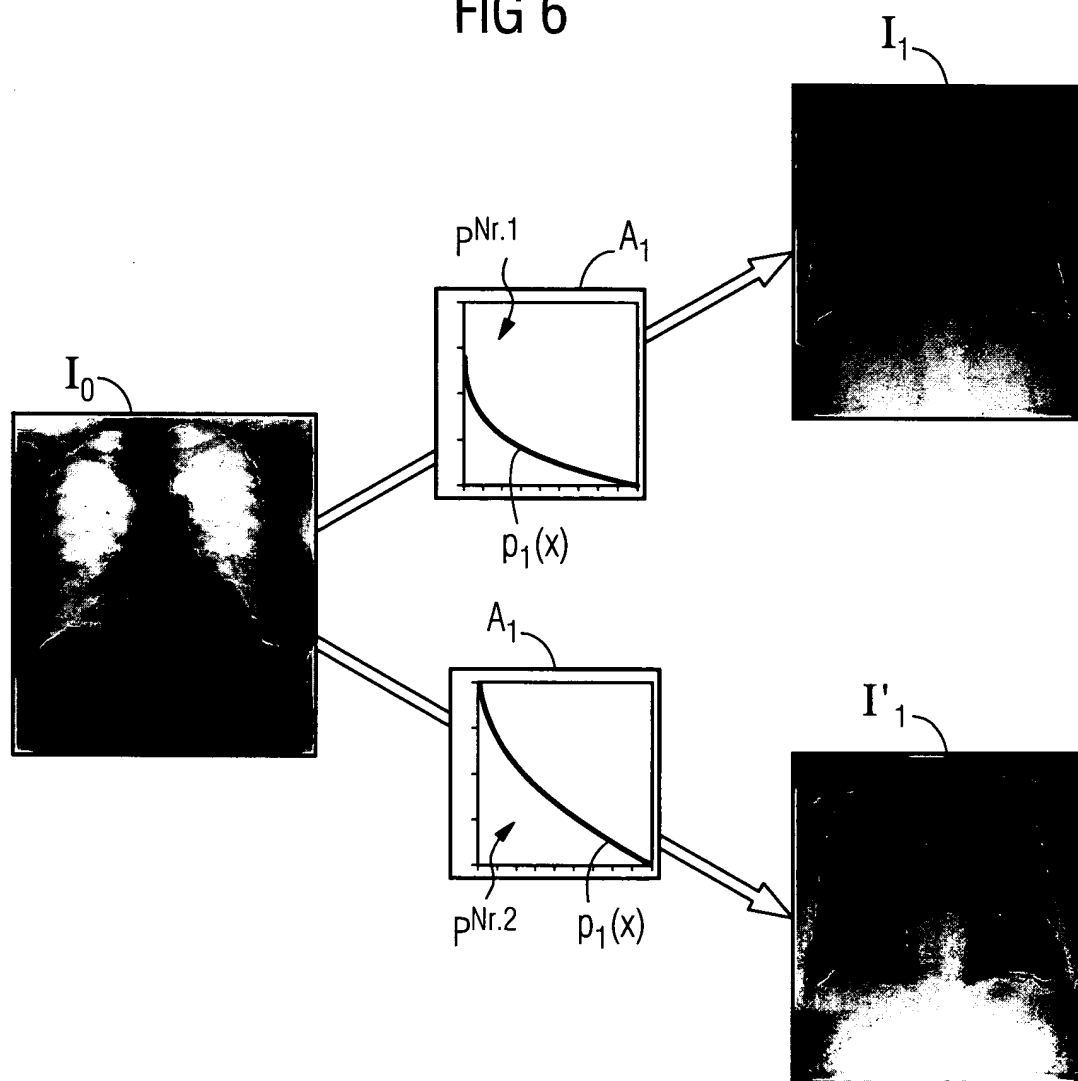 FIG 6
I₁
PNr.1
A₁
I₀
p₁(x)
A₁
I'₁
PNr.2
p₁(x)